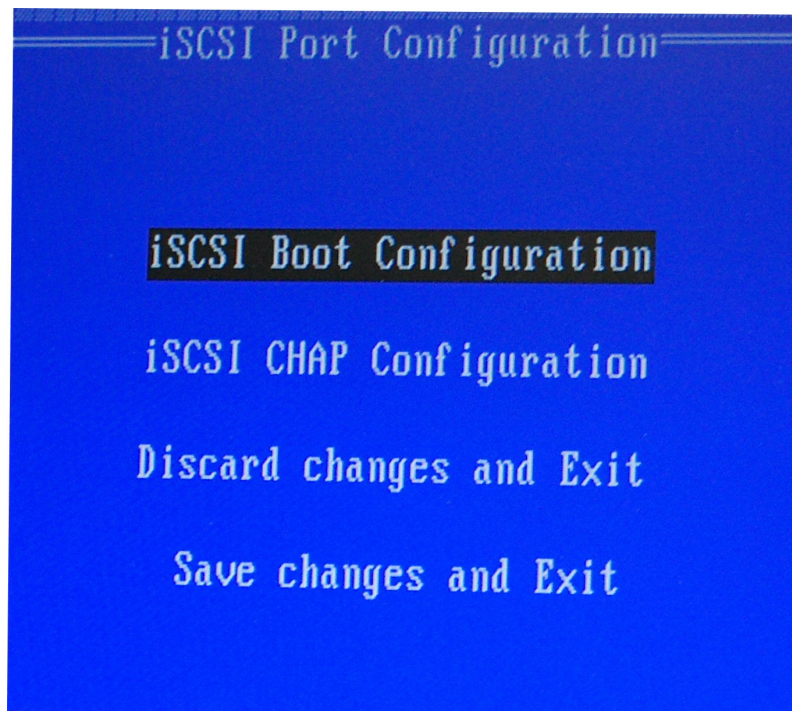 iSCSI Port Configuration
iSCSI Boot Configuration
iSCSI CHAP Configuration
Discard changes and Exit
Save changes and Exit